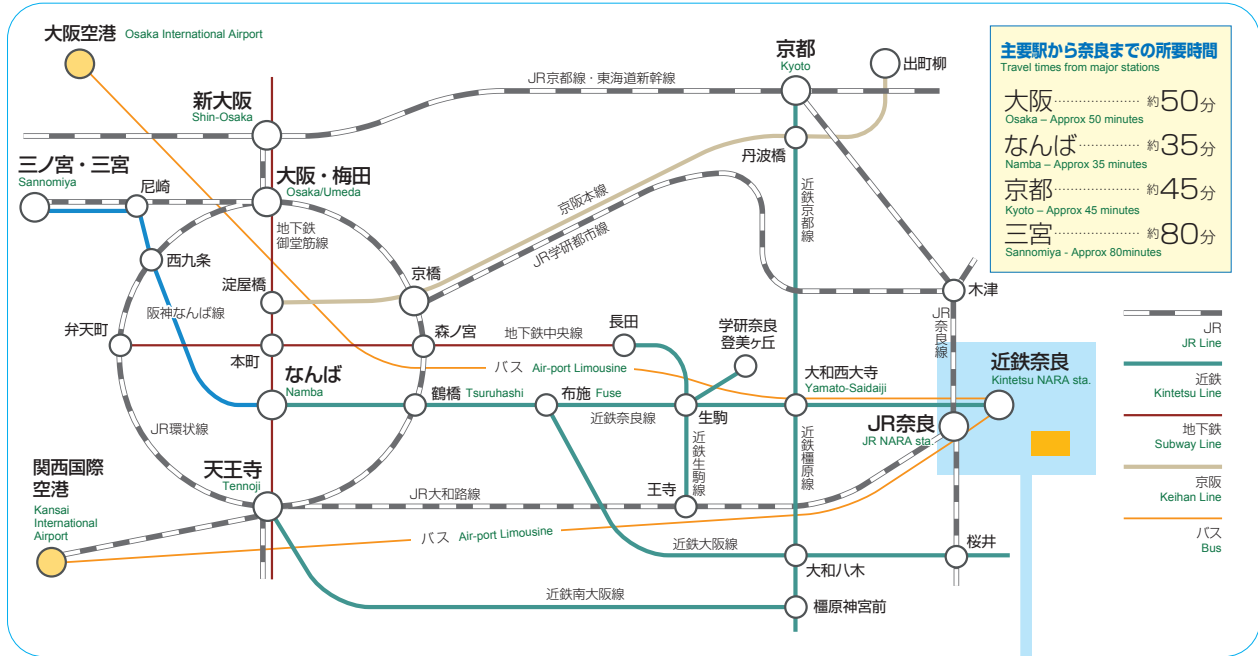 大阪空港 Osaka International Airport
京都
Kyoto
出町柳
JR京都線・東海道新幹線
新大阪
Shin-Osaka
丹波橋
三ノ宮・三宮
Sannomiya
尼崎
大阪・梅田
Osaka/Umeda
地下鉄
御堂筋線
京阪本線
JR学研都市線
近鉄京都線
西九条
淀屋橋
京橋
木津
阪神なんば線
弁天町
本町
森ノ宮
地下鉄中央線
長田
学研奈良
登美ヶ丘
JR奈良線
バス Air-port Limousine
大和西大寺
Yamato-Saidaiji
近鉄奈良
Kintetsu NARA sta.
なんば
Namba
鶴橋 Tsuruhashi
布施 Fuse
近鉄奈良線
生駒
JR奈良
JR NARA sta.
JR環状線
近鉄生駒線
近鉄橿原線
関西国際
空港
Kansai
International
Airport
天王寺
Tennoji
JR大和路線
王寺
バス Air-port Limousine
近鉄大阪線
大和八木
桜井
近鉄南大阪線
橿原神宮前
主要駅から奈良までの所要時間
Travel times from major stations
大阪 約50分
Osaka – Approx 50 minutes
なんば 約35分
Namba – Approx 35 minutes
京都 約45分
Kyoto – Approx 45 minutes
三宮 約80分
Sannomiya - Approx 80minutes
JR
JR Line
近鉄
Kintetsu Line
地下鉄
Subway Line
京阪
Keihan Line
バス
Bus